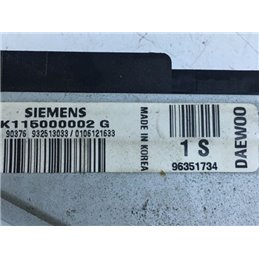 SIEMENS
K115000002 G
90376 932513033 / 0106121633
MADE IN KOREA
1 S
96351734
DAEWOO